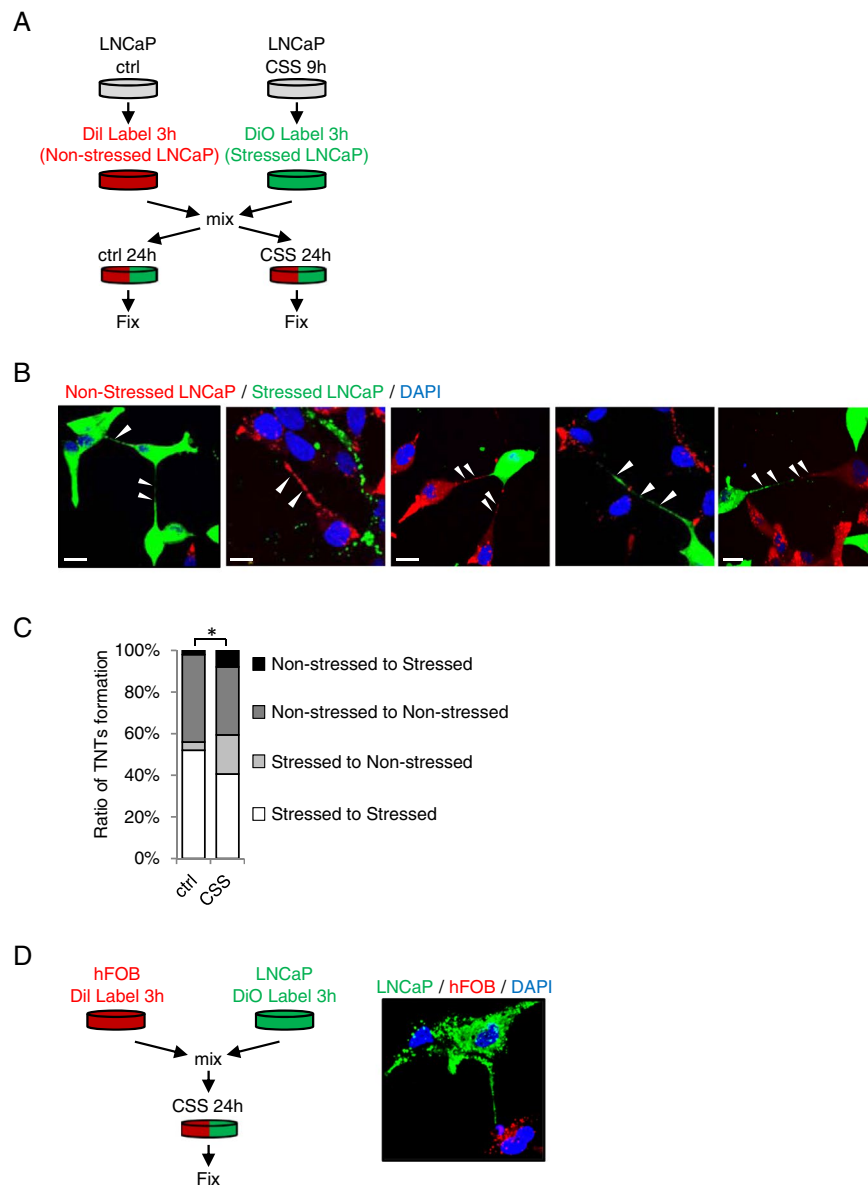 A
LNCaP
ctrl
LNCaP
CSS 9h
Dil Label 3h
(Non-stressed LNCaP)
DiO Label 3h
(Stressed LNCaP)
mix
ctrl 24h
CSS 24h
Fix
Fix
B
Non-Stressed LNCaP / Stressed LNCaP / DAPI
C
Ratio of TNTs formation
100%
80%
60%
40%
20%
0%
*
ctrl
CSS
Non-stressed to Stressed
Non-stressed to Non-stressed
Stressed to Non-stressed
Stressed to Stressed
D
hFOB
Dil Label 3h
LNCaP
DiO Label 3h
mix
CSS 24h
Fix
LNCaP / hFOB / DAPI